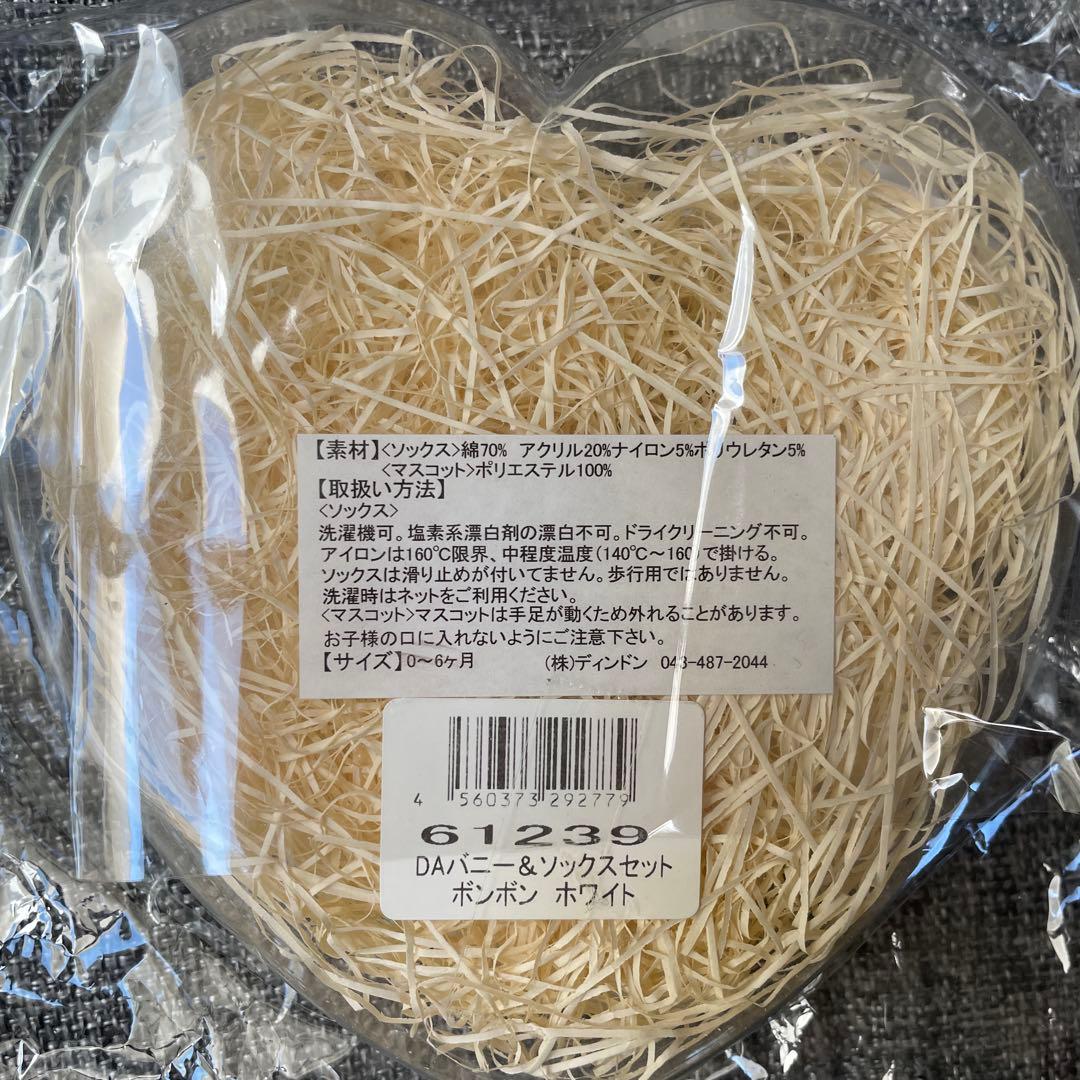 【素材】<ソックス>綿70% アクリル20%ナイロン5%ポリウレタン5%
<マスコット>ポリエステル100%
【取扱い方法】
<ソックス>
洗濯機可。塩素系漂白剤の漂白不可。ドライクリーニング不可。
アイロンは160℃限界、中程度温度(140℃～160)で掛ける。
ソックスは滑り止めが付いてません。歩行用ではありません。
洗濯時はネットをご利用ください。
<マスコット>マスコットは手足が動くため外れることがあります。
お子様の口に入れないようにご注意下さい。
【サイズ】0～6ヶ月 (株)ディンドン 043-487-2044
4 560373 292779
61239
DAバニー&ソックスセット
ボンボン ホワイト